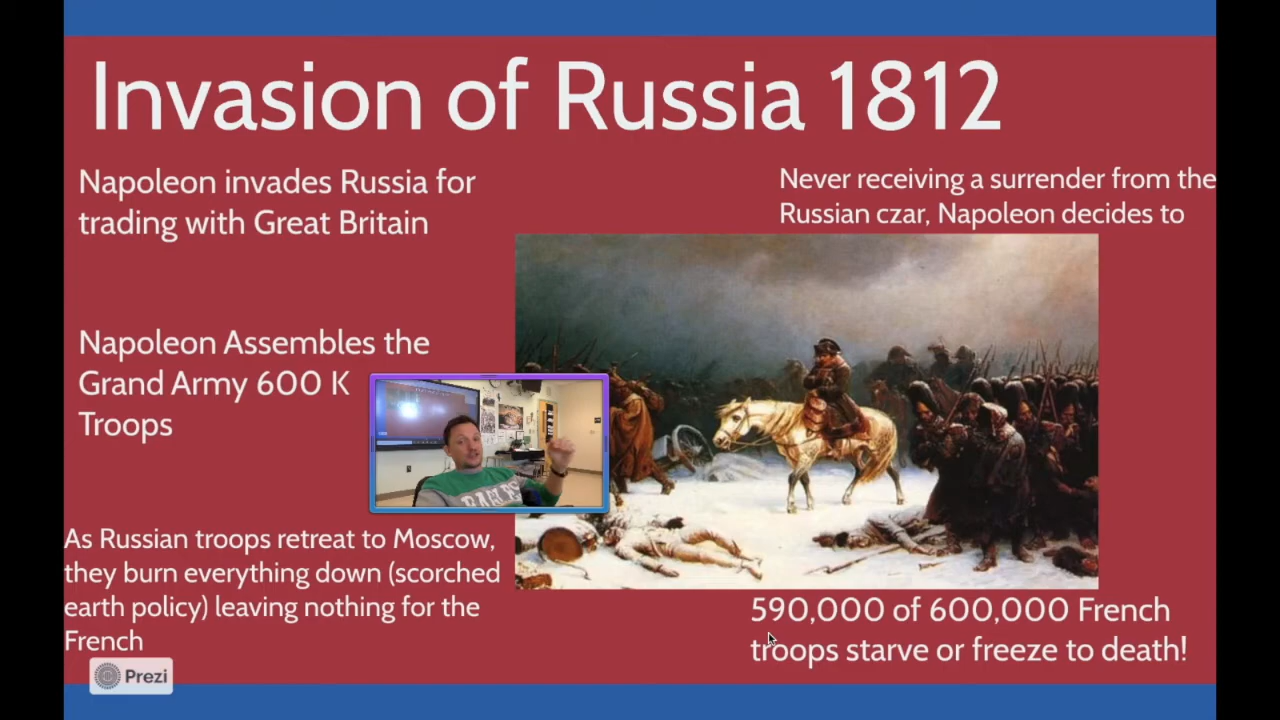 Invasion of Russia 1812
Napoleon invades Russia for
trading with Great Britain
Never receiving a surrender from the
Russian czar, Napoleon decides to
Napoleon Assembles the
Grand Army 600 K
Troops
As Russian troops retreat to Moscow,
they burn everything down (scorched
earth policy) leaving nothing for the
French
590,000 of 600,000 French
troops starve or freeze to death!
Prezi